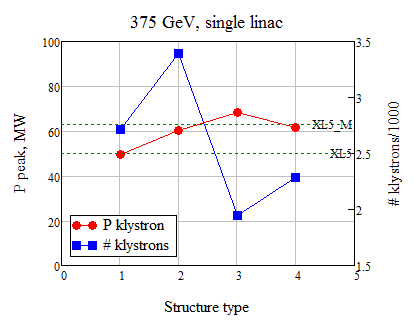 375 GeV, single linac
100
80
60
40
20
0
P peak, MW
3.5
3
2.5
2
1.5
# klystrons/1000
XL5_M
XL5
P klystron
# klystrons
0
1
2
3
4
5
Structure type